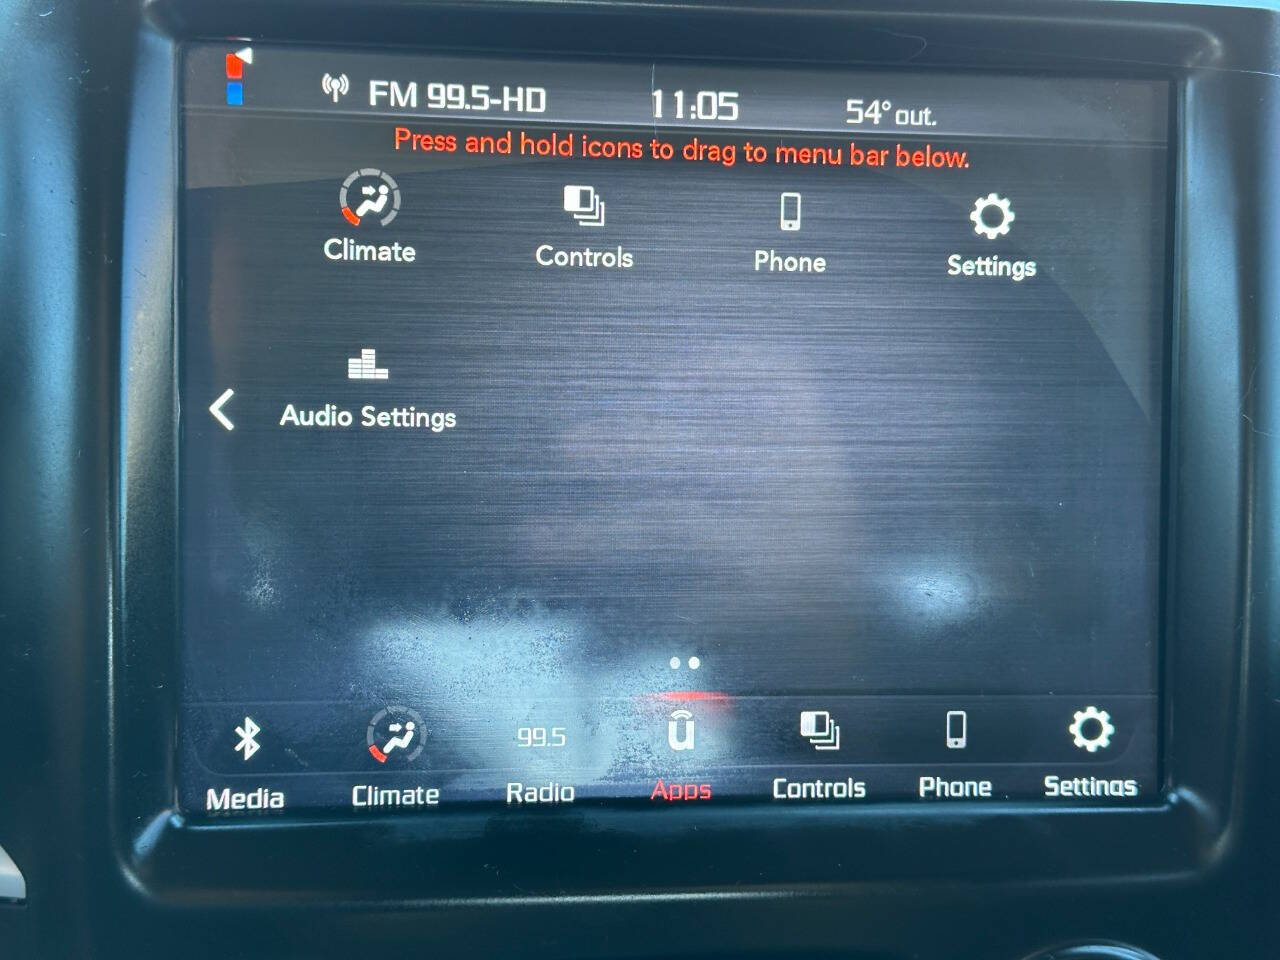 FM 99.5-HD 11:05 54° out.
Press and hold icons to drag to menu bar below.
Climate Controls Phone Settings
Audio Settings
99.5
Media Climate Radio Apps Controls Phone Settings